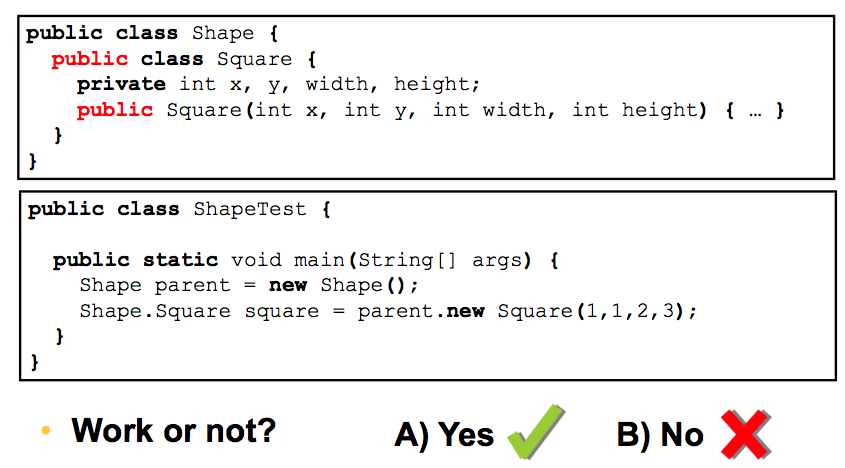 public class Shape {
public class Square {
private int x, y, width, height;
public Square(int x, int y, int width, int height) { … }
}
}
public class ShapeTest {
public static void main(String[] args) {
Shape parent = new Shape();
Shape.Square square = parent.new Square(1,1,2,3);
}
}
• Work or not? A) Yes B) No